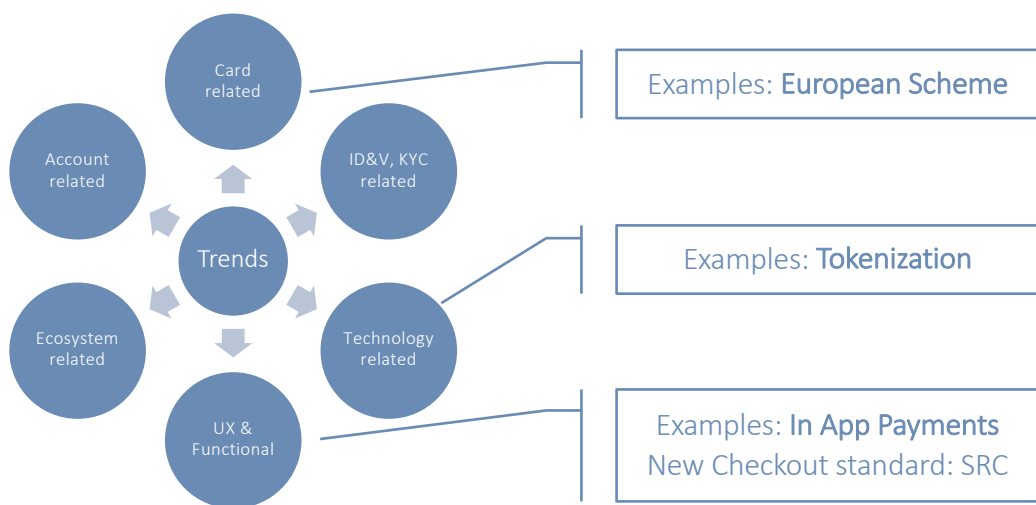 Card
related
Examples: European Scheme
Account
related
ID&V, KYC
related
Trends
Examples: Tokenization
Ecosystem
related
Technology
related
UX &
Functional
Examples: In App Payments
New Checkout standard: SRC